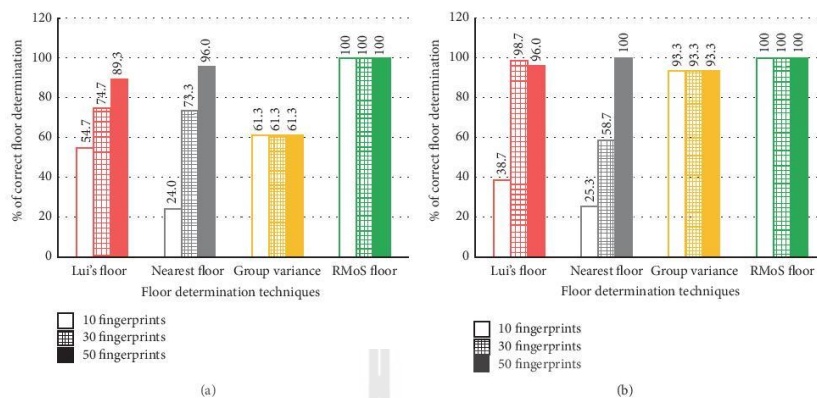 120
100
80
60
40
20
0
% of correct floor determination
54.7
74.7
89.3
24.0
73.3
96.0
61.3
61.3
61.3
100
100
100
Lui's floor
Nearest floor
Group variance
RMoS floor
Floor determination techniques
10 fingerprints
30 fingerprints
50 fingerprints
(a)
120
100
80
60
40
20
0
% of correct floor determination
38.7
98.7
96.0
25.3
58.7
100
93.3
93.3
93.3
100
100
100
Lui's floor
Nearest floor
Group variance
RMoS floor
Floor determination techniques
10 fingerprints
30 fingerprints
50 fingerprints
(b)